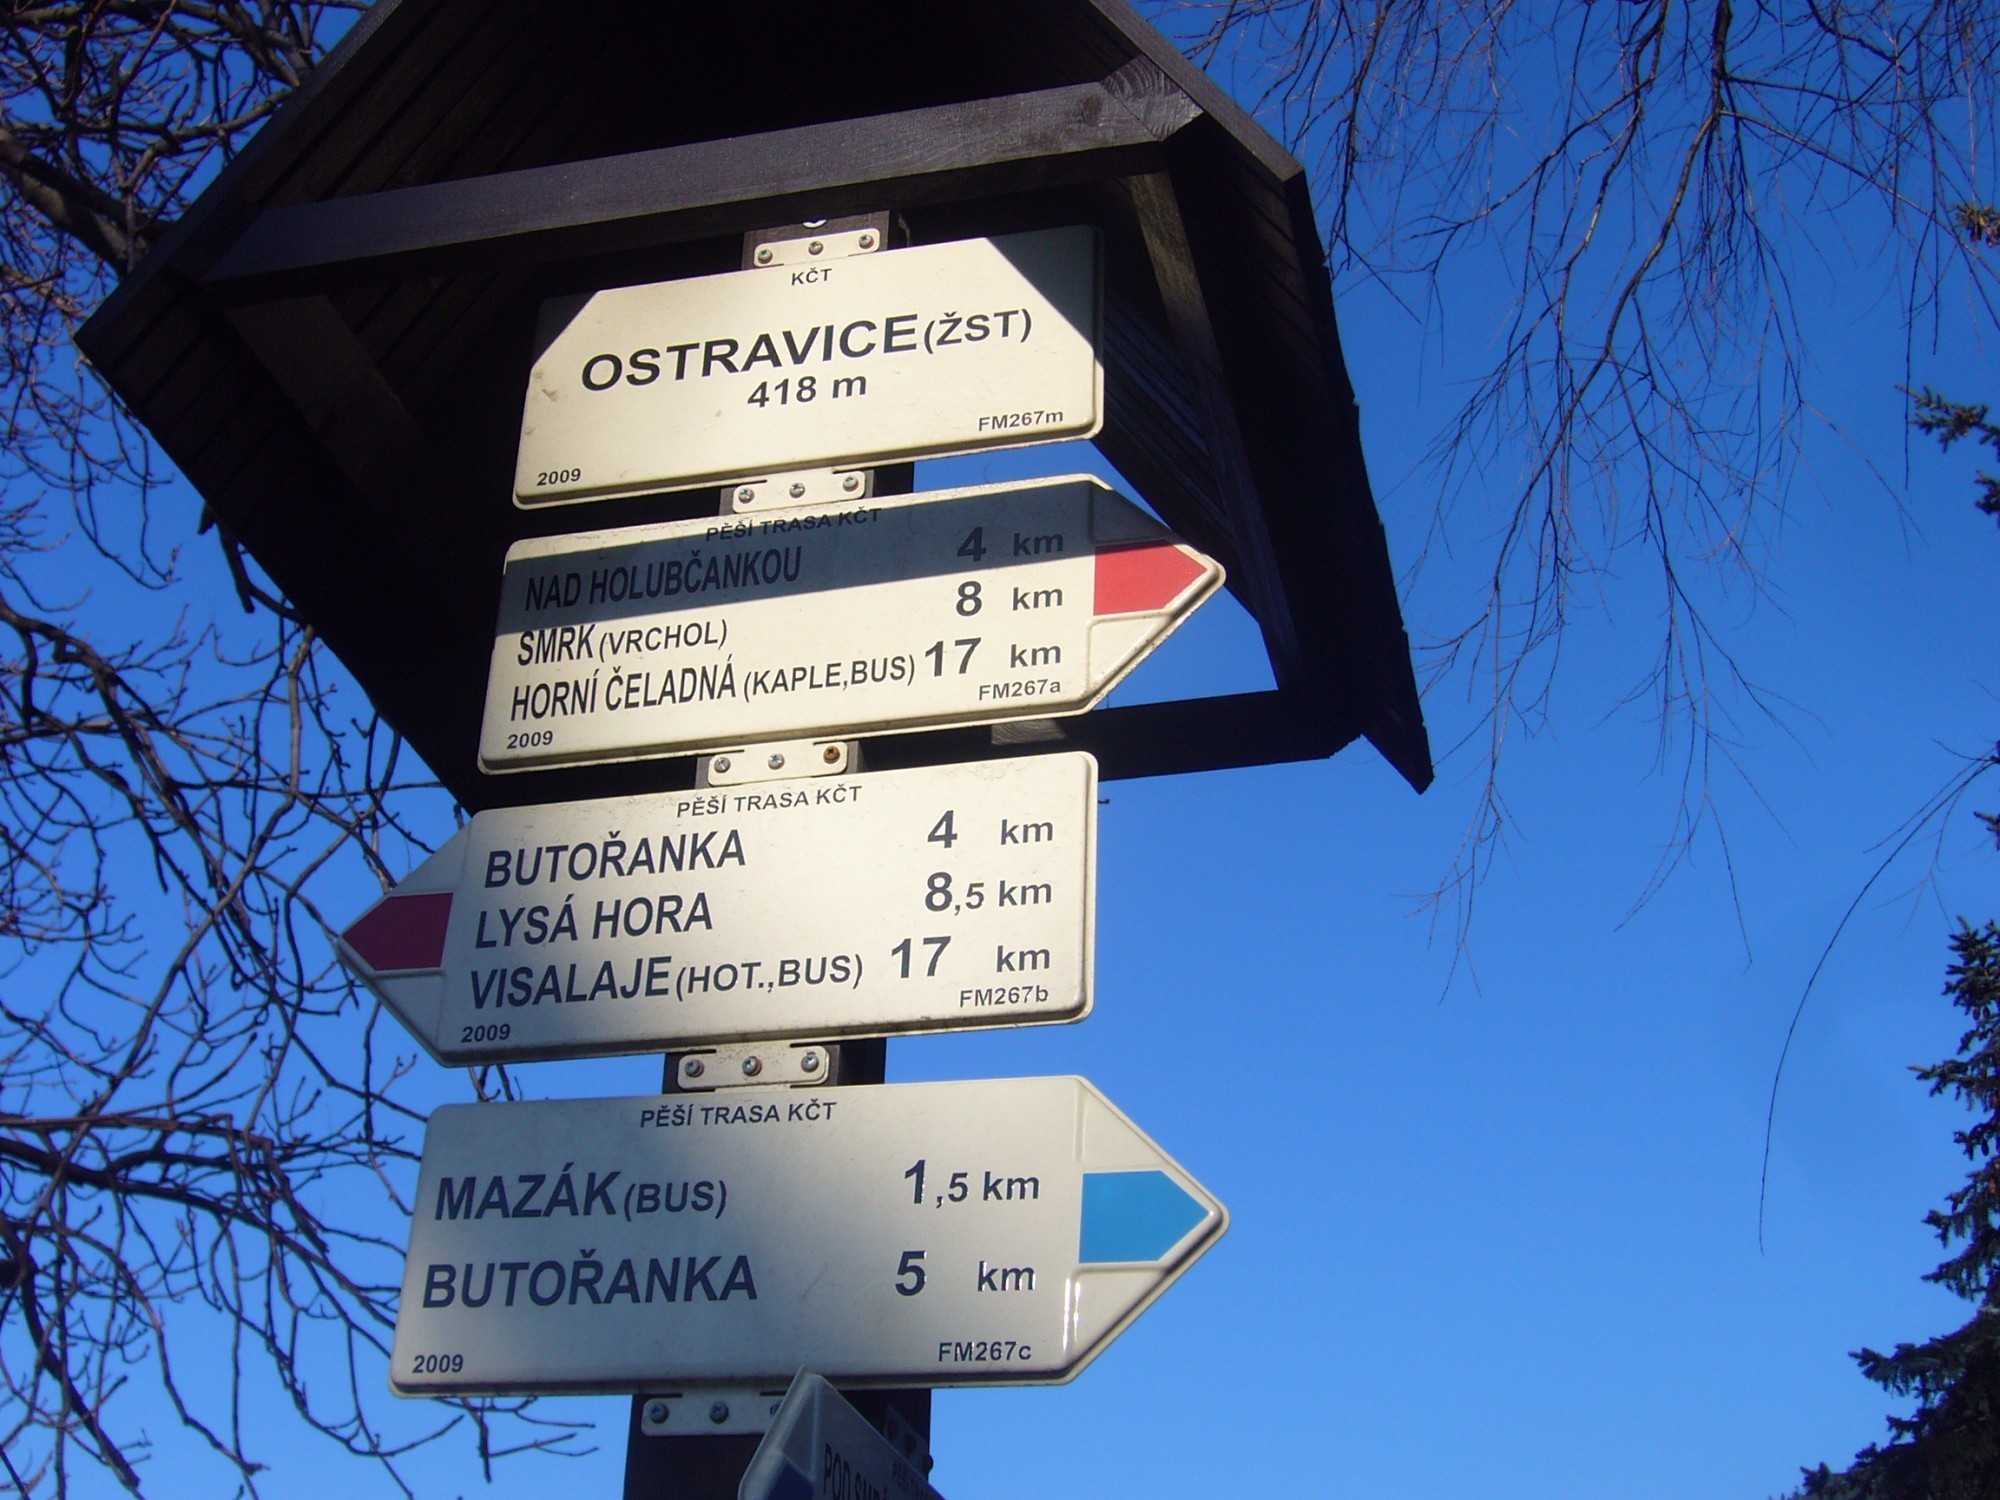 KČT
OSTRAVICE (ŽST)
418 m
FM267m
2009
PĚŠÍ TRASA KČT
NAD HOLUBČANKOU 4 km
SMRK (VRCHOL) 8 km
HORNÍ ČELADNÁ (KAPLE,BUS) 17 km
FM267a
2009
PĚŠÍ TRASA KČT
BUTOŘANKA 4 km
LYSÁ HORA 8,5 km
VISALAJE (HOT.,BUS) 17 km
FM267b
2009
PĚŠÍ TRASA KČT
MAZÁK (BUS) 1,5 km
BUTOŘANKA 5 km
FM267c
2009
PĚŠÍ
POD